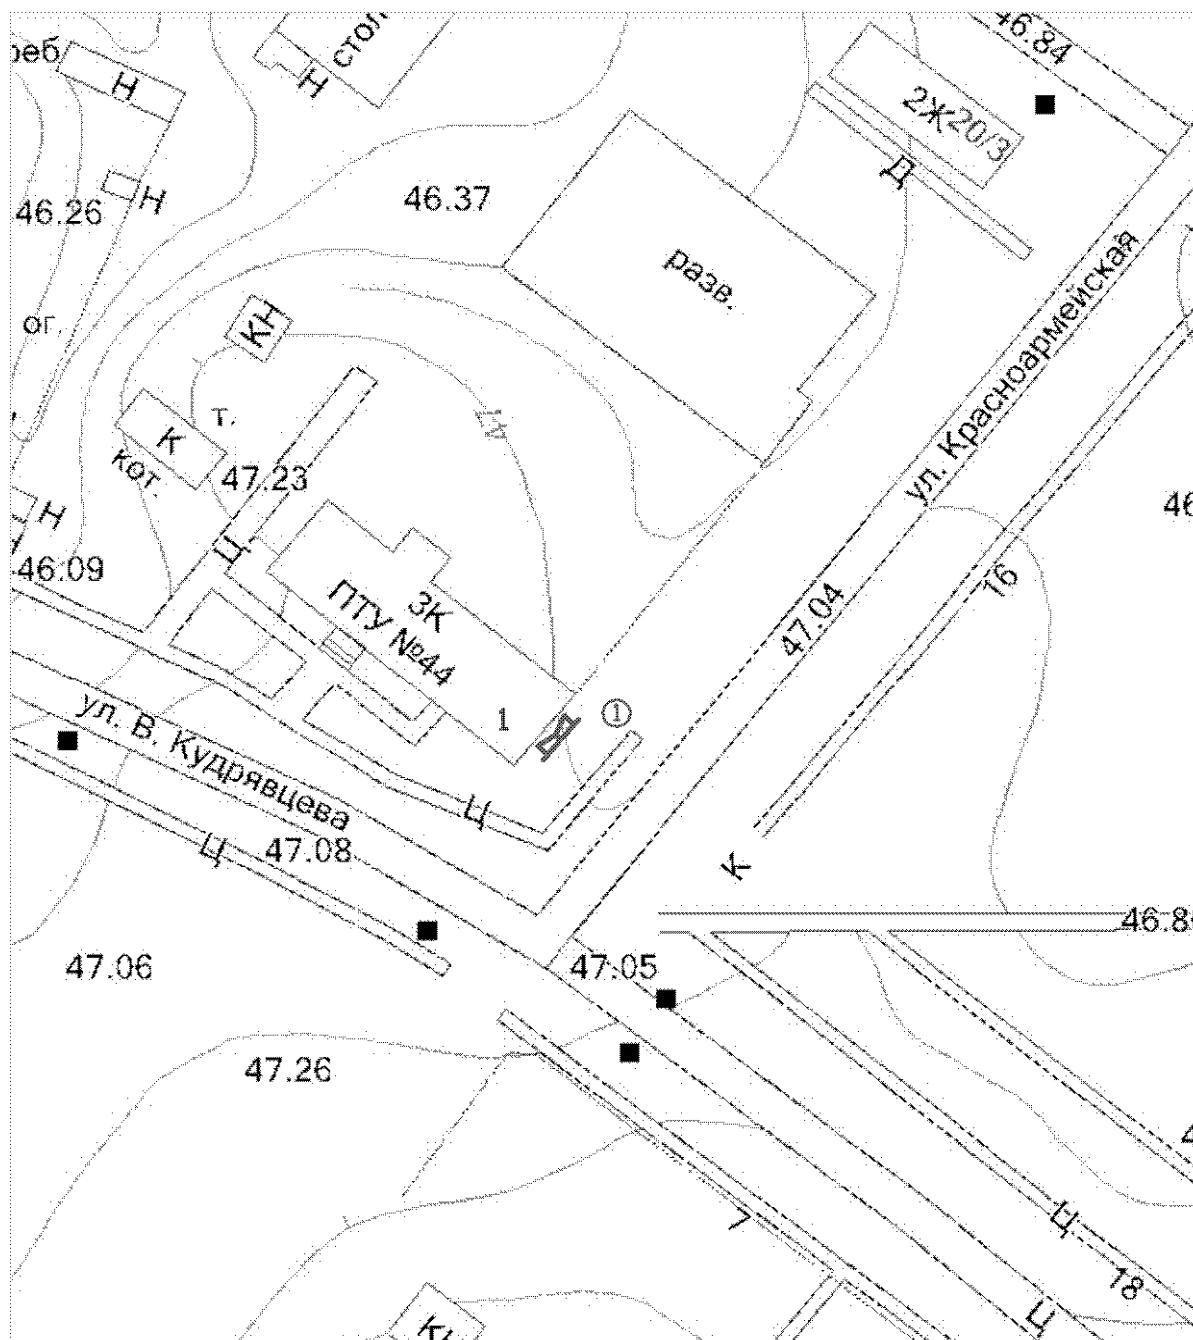 46.84
реб
стол
Н
Н
2Ж20/3
Н
Д
46.26
46.37
ул. Красноармейская
разв.
ог.
КН
47
т.
К
кот.
47.23
Н
46.09
Ц
16
3К
ПТУ №44
47.04
ул. В. Кудрявцева
1
1
Ц
Ц
47.08
К
46.8
47.06
47.05
47.26
7
Ц
18
Ц